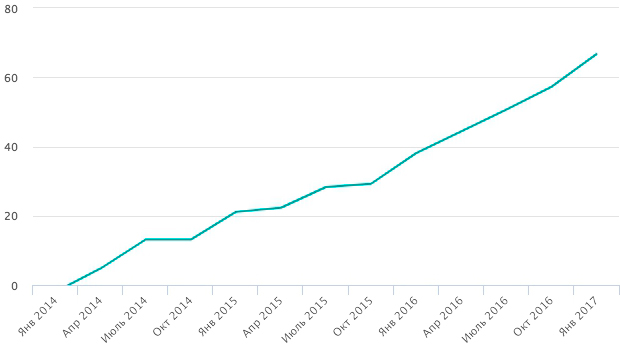 80
60
40
20
0
Янв 2014
Апр 2014
Июль 2014
Окт 2014
Янв 2015
Апр 2015
Июль 2015
Окт 2015
Янв 2016
Апр 2016
Июль 2016
Окт 2016
Янв 2017